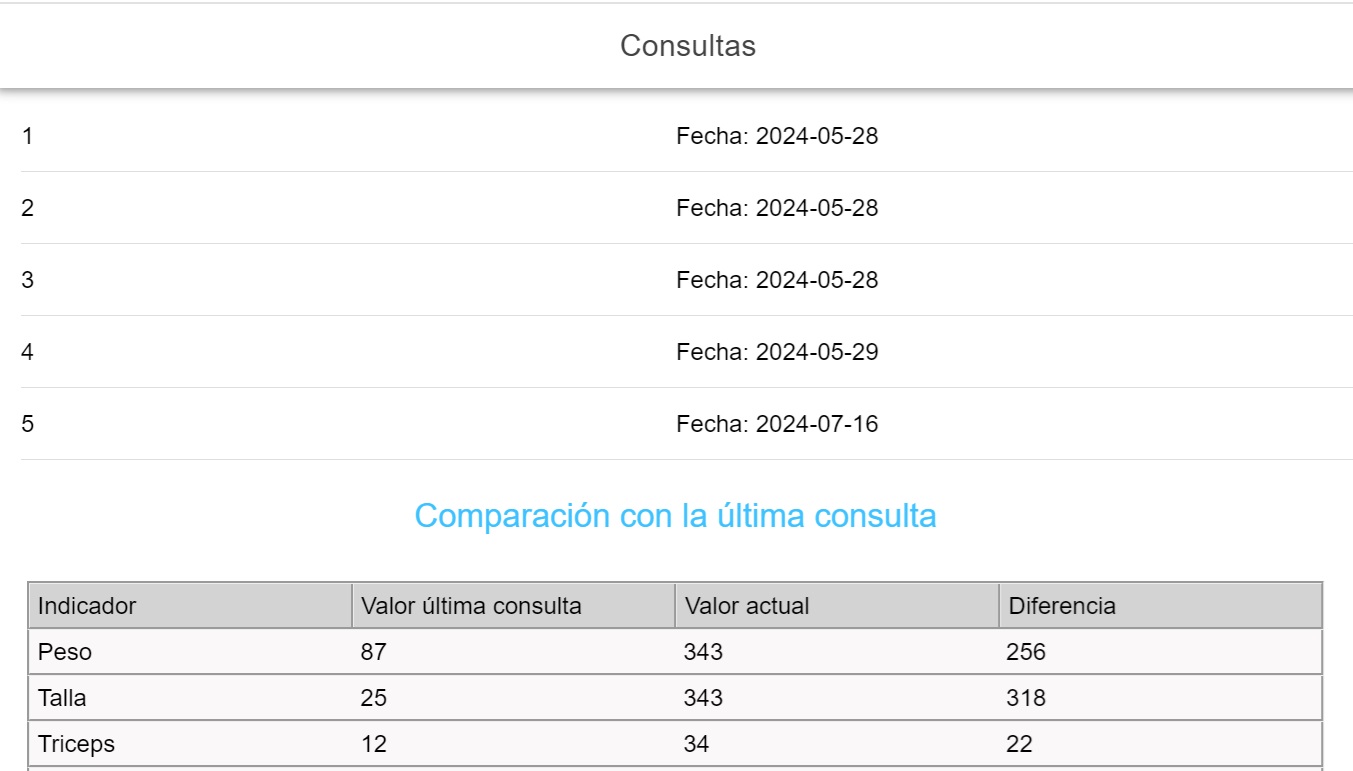 Consultas
1 Fecha: 2024-05-28
2 Fecha: 2024-05-28
3 Fecha: 2024-05-28
4 Fecha: 2024-05-29
5 Fecha: 2024-07-16
Comparación con la última consulta
Indicador Valor última consulta Valor actual Diferencia
Peso 87 343 256
Talla 25 343 318
Triceps 12 34 22